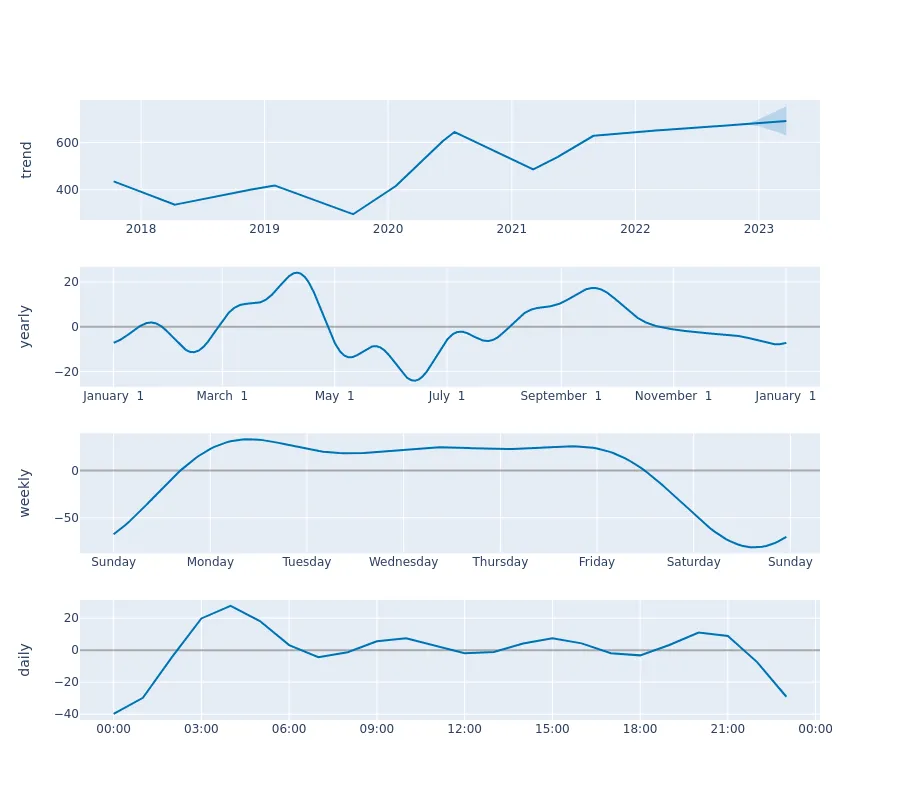 trend
600
400
2018 2019 2020 2021 2022 2023
yearly
20
0
−20
January 1 March 1 May 1 July 1 September 1 November 1 January 1
weekly
0
−50
Sunday Monday Tuesday Wednesday Thursday Friday Saturday Sunday
daily
20
0
−20
−40
00:00 03:00 06:00 09:00 12:00 15:00 18:00 21:00 00:00